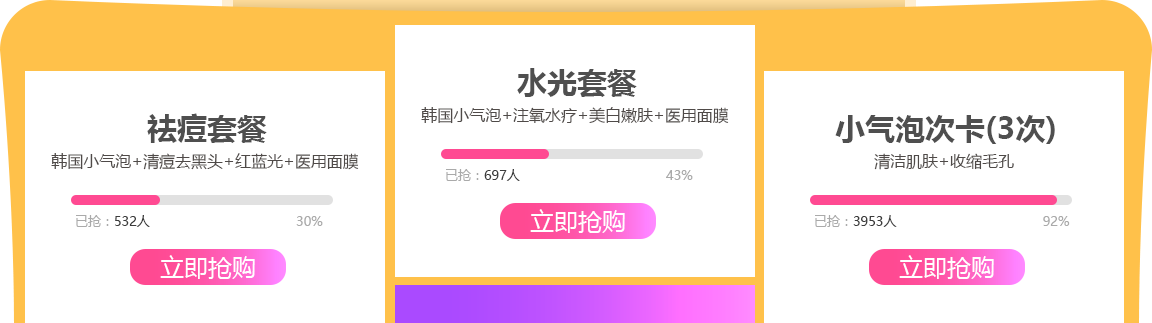 祛痘套餐
韩国小气泡+清痘去黑头+红蓝光+医用面膜
已抢：532人 30%
立即抢购
水光套餐
韩国小气泡+注氧水疗+美白嫩肤+医用面膜
已抢：697人 43%
立即抢购
小气泡次卡(3次)
清洁肌肤+收缩毛孔
已抢：3953人 92%
立即抢购